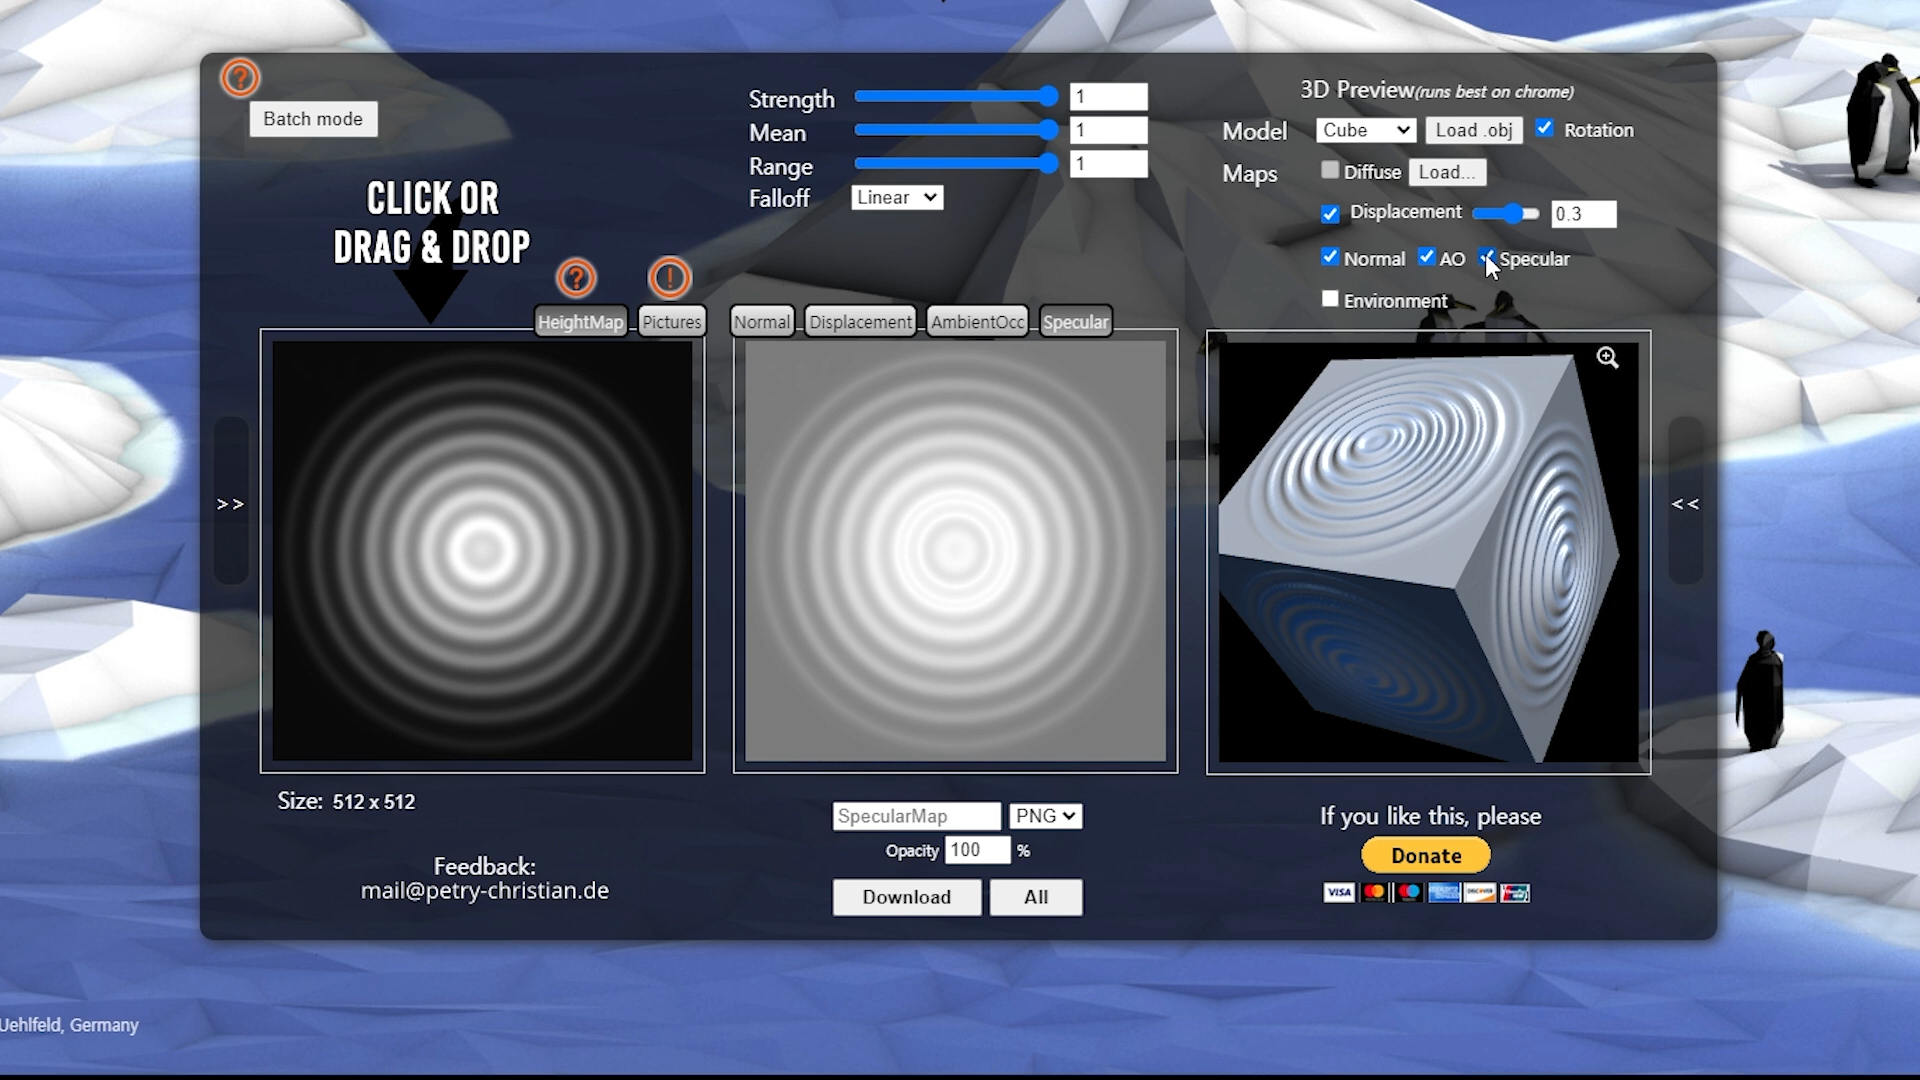 ?
Batch mode
CLICK OR
DRAG & DROP
Strength 1
Mean 1
Range 1
Falloff Linear
3D Preview(runs best on chrome)
Model Cube Load .obj Rotation
Maps Diffuse Load...
Displacement 0.3
Normal AO Specular
Environment
? !
HeightMap Pictures Normal Displacement AmbientOcc Specular
>> <<
Size: 512 x 512
SpecularMap PNG
Opacity 100 %
Download All
Feedback:
mail@petry-christian.de
If you like this, please
Donate
VISA
Uehlfeld, Germany